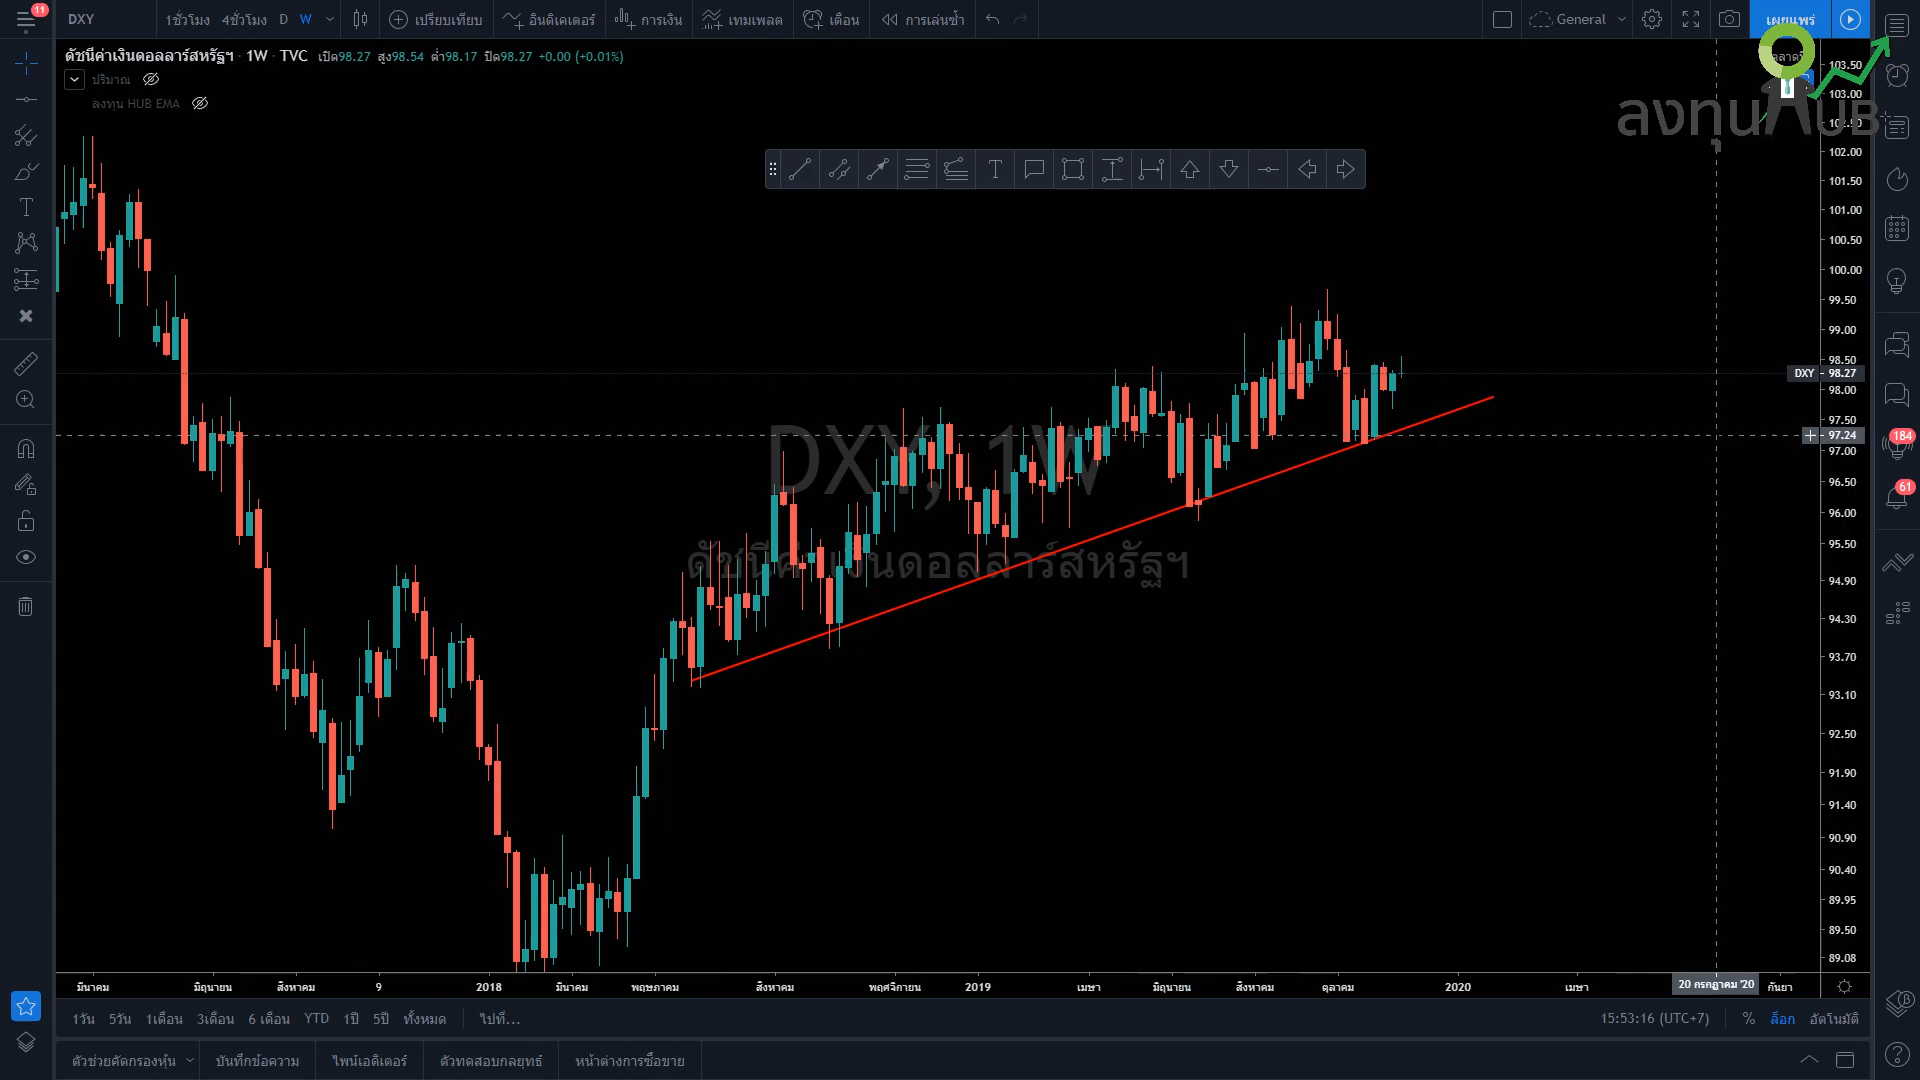 11
DXY
1ชั่วโมง 4ชั่วโมง D W
เปรียบเทียบ
อินดิเคเตอร์
การเงิน
เทมเพลต
เตือน
การเล่นซ้ำ
General
เผยแพร่
ดัชนีค่าเงินดอลลาร์สหรัฐฯ · 1W · TVC เปิด98.27 สูง98.54 ต่ำ98.17 ปิด98.27 +0.00 (+0.01%)
ปริมาณ
ลงทุน HUB EMA
ลงทุนHUB
DXY, 1W
ดัชนีค่าเงินดอลลาร์สหรัฐฯ
103.50
103.00
102.50
102.00
101.50
101.00
100.50
100.00
99.50
99.00
98.50
DXY 98.27
98.00
97.50
97.24
97.00
96.50
96.00
95.50
94.90
94.30
93.70
93.10
92.50
91.90
91.40
90.90
90.40
89.95
89.50
89.08
184
61
มีนาคม มิถุนายน สิงหาคม 9 2018 มีนาคม พฤษภาคม สิงหาคม พฤศจิกายน 2019 เมษา มิถุนายน สิงหาคม ตุลาคม 2020 เมษา 20 กรกฎาคม '20 กันยา
1วัน 5วัน 1เดือน 3เดือน 6 เดือน YTD 1ปี 5ปี ทั้งหมด ไปที่...
15:53:16 (UTC+7) % ล็อก อัตโนมัติ
ตัวช่วยคัดกรองหุ้น บันทึกข้อความ ไพน์เอดิเตอร์ ตัวทดสอบกลยุทธ์ หน้าต่างการซื้อขาย